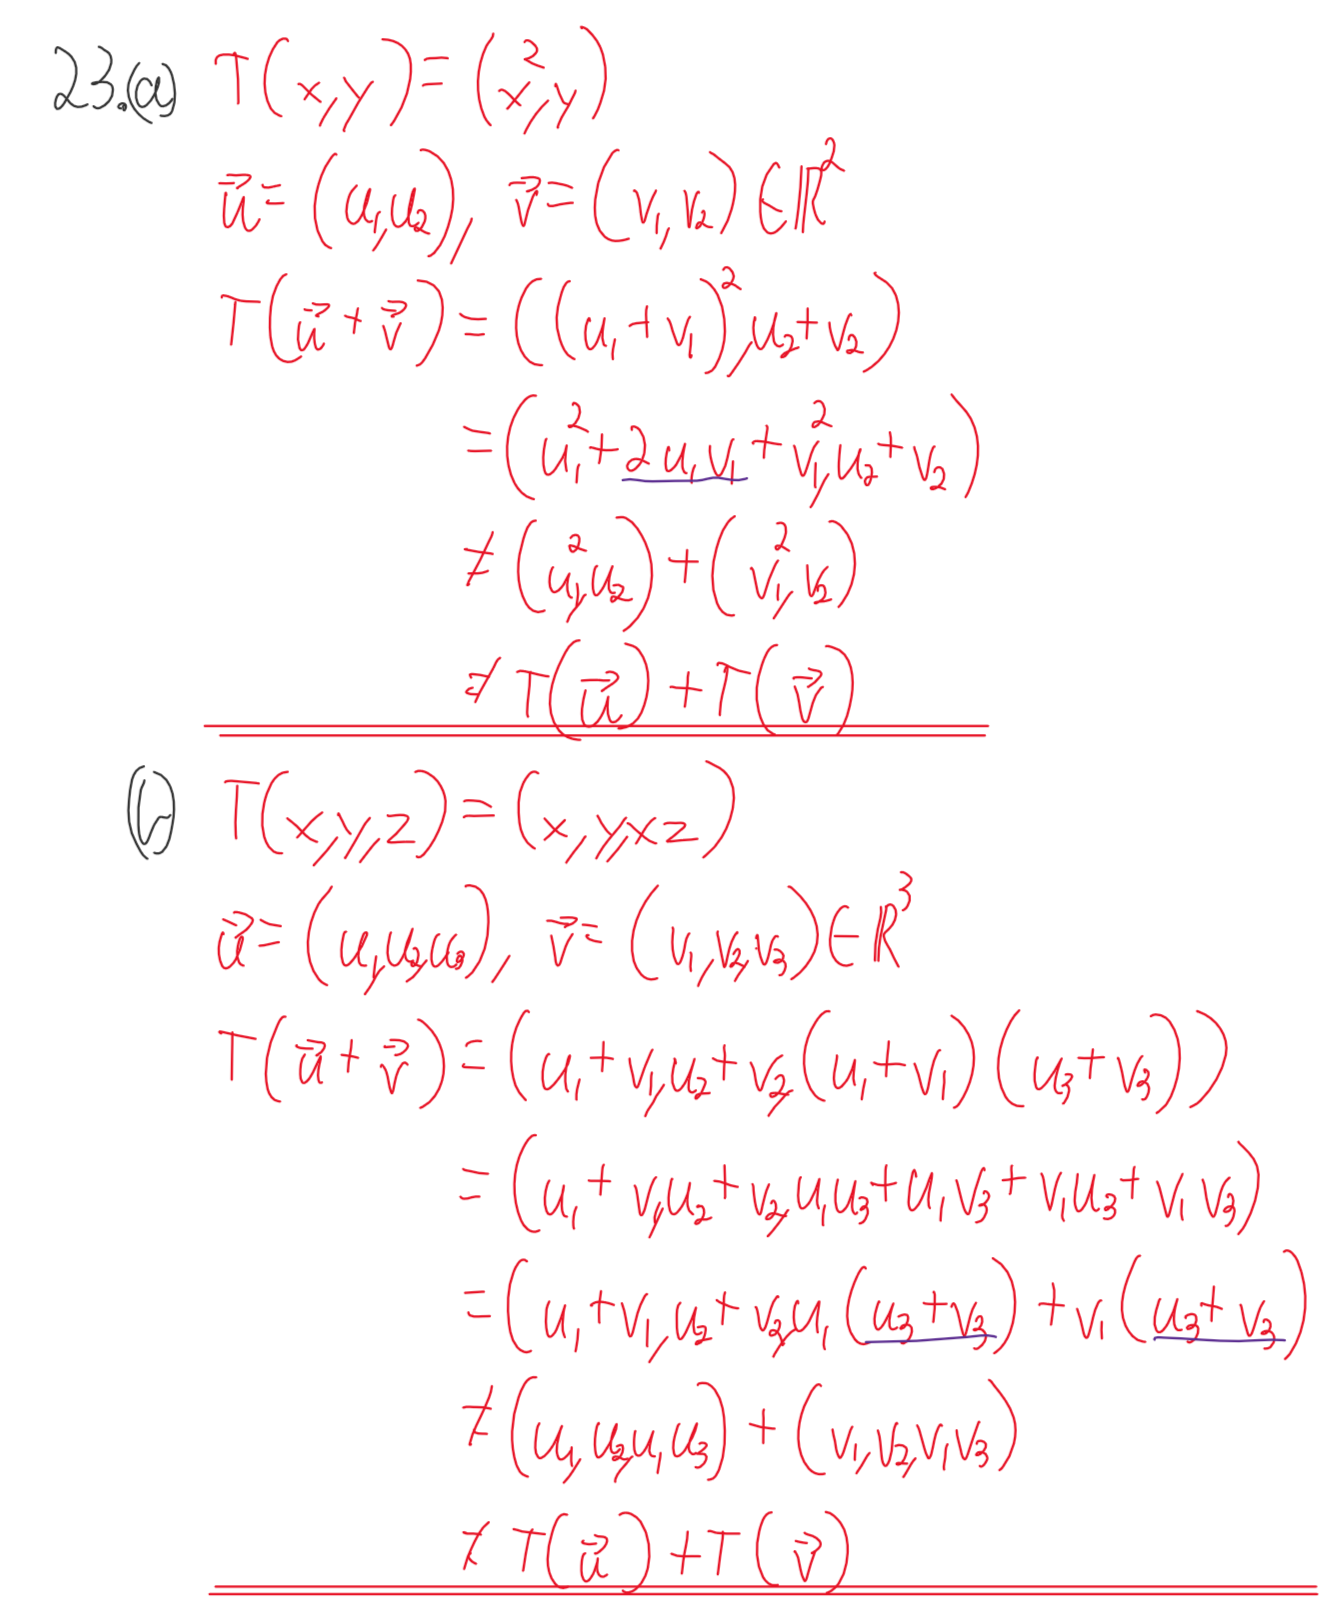 23.(a) T(x,y)=(x²,y)
u⃗=(u₁,u₂), v⃗=(v₁,v₂)∈ℝ²
T(u⃗+v⃗)=((u₁+v₁)²,u₂+v₂)
=(u₁²+2u₁v₁+v₁²,u₂+v₂)
≠(u₁²,u₂)+(v₁²,v₂)
≠T(u⃗)+T(v⃗)
(b) T(x,y,z)=(x,y,xz)
u⃗=(u₁,u₂,u₃), v⃗=(v₁,v₂,v₃)∈ℝ³
T(u⃗+v⃗)=(u₁+v₁,u₂+v₂,(u₁+v₁)(u₃+v₃))
=(u₁+v₁,u₂+v₂,u₁u₃+u₁v₃+v₁u₃+v₁v₃)
=(u₁+v₁,u₂+v₂,u₁(u₃+v₃)+v₁(u₃+v₃)
≠(u₁,u₂,u₁u₃)+(v₁,v₂,v₁v₃)
≠T(u⃗)+T(v⃗)